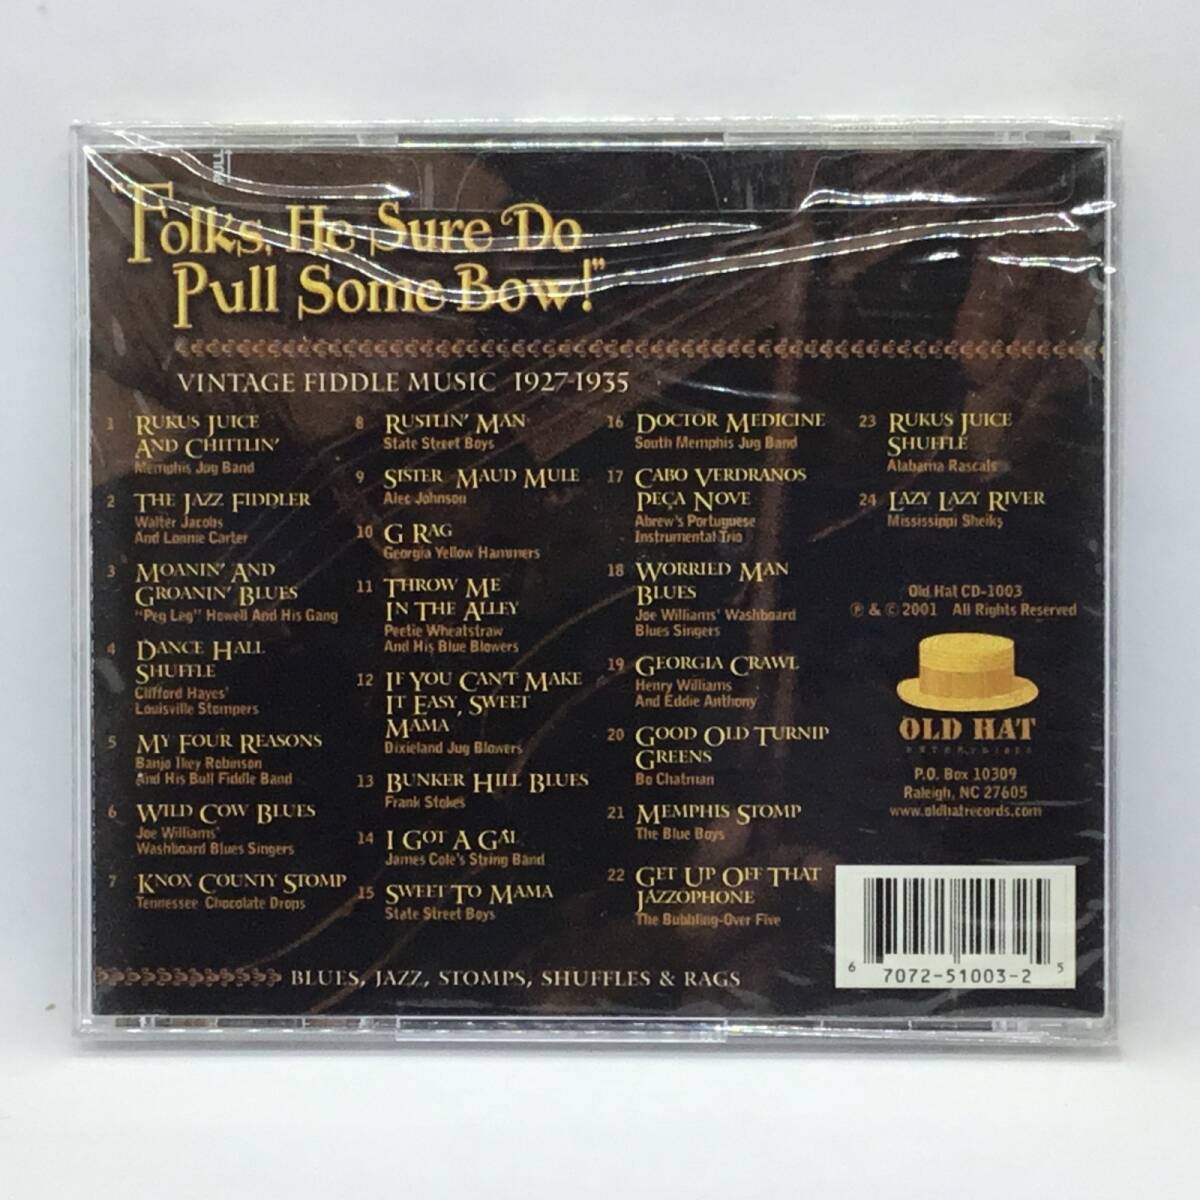 PULL
"Folks, He Sure Do
Pull Some Bow!"
VINTAGE FIDDLE MUSIC 1927-1935
1 RUKUS JUICE
AND CHITTLIN'
Memphis Jug Band
2 THE JAZZ FIDDLER
Walter Jacobs
And Lonnie Carter
3 MOANIN' AND
GROANIN' BLUES
"Peg Leg" Howell And His Gang
4 DANCE HALL
SHUFFLE
Clifford Hayes'
Louisville Stompers
5 MY FOUR REASONS
Banjo Ikey Robinson
And His Bull Fiddle Band
6 WILD COW BLUES
Joe Williams'
Washboard Blues Singers
7 KNOX COUNTY STOMP
Tennessee Chocolate Drops
8 RUSTLIN' MAN
State Street Boys
9 SISTER MAUD MULE
Alec Johnson
10 G RAG
Georgia Yellow Hammers
11 THROW ME
IN THE ALLEY
Peetie Wheatstraw
And His Blue Blowers
12 IF YOU CAN'T MAKE
IT EASY, SWEET
MAMA
Dixieland Jug Blowers
13 BUNKER HILL BLUES
Frank Stokes
14 I GOT A GAL
James Cole's String Band
15 SWEET TO MAMA
State Street Boys
16 DOCTOR MEDICINE
South Memphis Jug Band
17 CABO VERDRANOS
PEÇA NOVE
Abrew's Portuguese
Instrumental Trio
18 WORRIED MAN
BLUES
Joe Williams' Washboard
Blues Singers
19 GEORGIA CRAWL
Henry Williams
And Eddie Anthony
20 GOOD OLD TURNIP
GREENS
Bo Chatman
21 MEMPHIS STOMP
The Blue Boys
22 GET UP OFF THAT
JAZZOPHONE
The Bubbling-Over Five
23 RUKUS JUICE
SHUFFLE
Alabama Rascals
24 LAZY LAZY RIVER
Mississippi Sheiks
Old Hat CD-1003
℗ & © 2001 All Rights Reserved
OLD HAT
ENTERPRISES
P.O. Box 10309
Raleigh, NC 27605
www.oldhatrecords.com
6 7072-51003-2 5
BLUES, JAZZ, STOMPS, SHUFFLES & RAGS